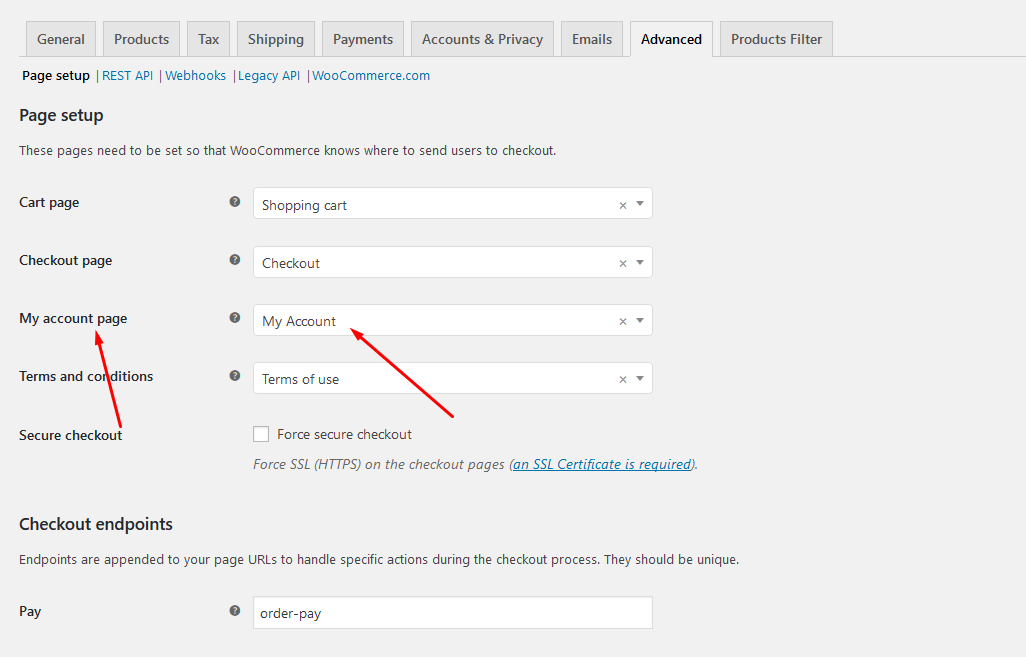 General Products Tax Shipping Payments Accounts & Privacy Emails Advanced Products Filter
Page setup | REST API | Webhooks | Legacy API | WooCommerce.com
Page setup
These pages need to be set so that WooCommerce knows where to send users to checkout.
Cart page ? Shopping cart ×
Checkout page ? Checkout ×
My account page ? My Account ×
Terms and conditions ? Terms of use ×
Secure checkout Force secure checkout
Force SSL (HTTPS) on the checkout pages (an SSL Certificate is required).
Checkout endpoints
Endpoints are appended to your page URLs to handle specific actions during the checkout process. They should be unique.
Pay ? order-pay